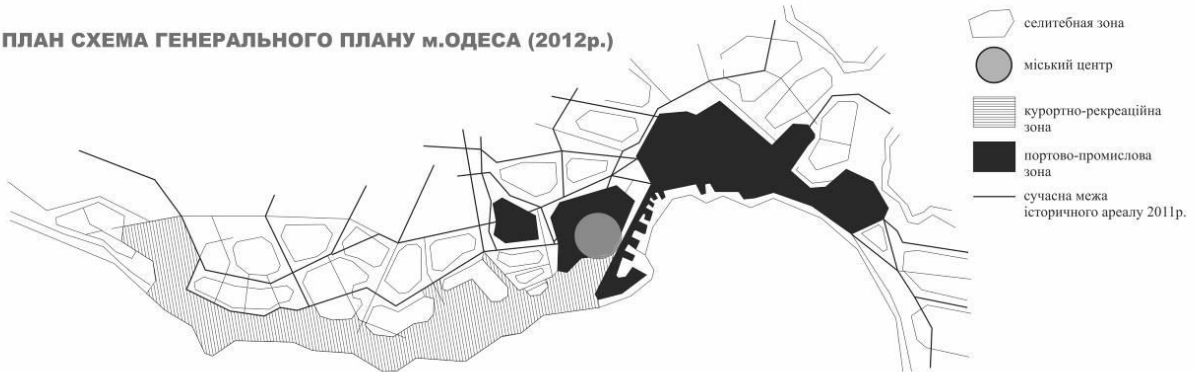 ПЛАН СХЕМА ГЕНЕРАЛЬНОГО ПЛАНУ м.ОДЕСА (2012р.)
селитебная зона
міський центр
курортно-рекреаційна
зона
портово-промислова
зона
сучасна межа
історичного ареалу 2011р.